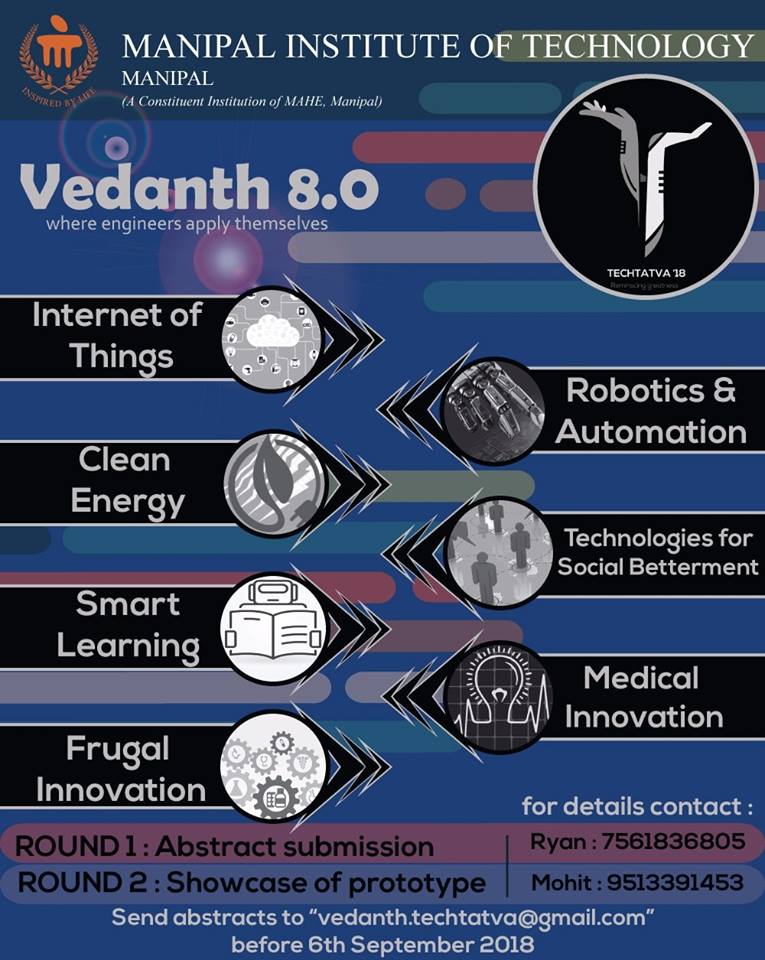 MANIPAL INSTITUTE OF TECHNOLOGY
MANIPAL
(A Constituent Institution of MAHE, Manipal)
INSPIRED BY LIFE
Vedanth 8.0
where engineers apply themselves
TECHTATVA '18
Reminiscing greatness
Internet of
Things
Robotics &
Automation
Clean
Energy
Technologies for
Social Betterment
Smart
Learning
Medical
Innovation
Frugal
Innovation
for details contact :
ROUND 1 : Abstract submission
Ryan : 7561836805
ROUND 2 : Showcase of prototype
Mohit : 9513391453
Send abstracts to “vedanth.techtatva@gmail.com”
before 6th September 2018